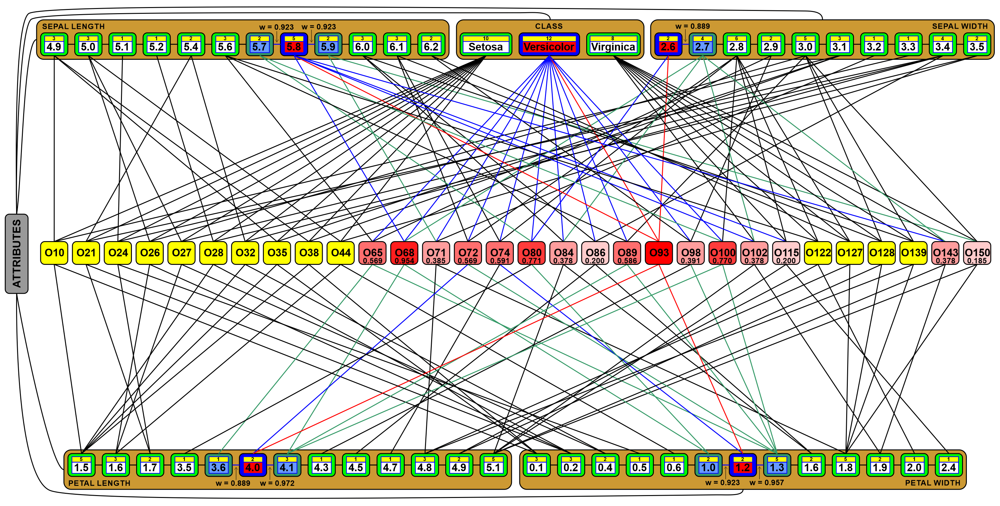 w = 0.923 w = 0.923
SEPAL LENGTH
3 3 1 1 2 3 2 5 2 3 3 2
4.9 5.0 5.1 5.2 5.4 5.6 5.7 5.8 5.9 6.0 6.1 6.2
CLASS
10 12 8
Setosa Versicolor Virginica
w = 0.889 SEPAL WIDTH
2 4 6 2 5 3 1 1 4 2
2.6 2.7 2.8 2.9 3.0 3.1 3.2 3.3 3.4 3.5
ATTRIBUTES
O10 O21 O24 O26 O27 O28 O32 O35 O38 O44 O65 O68 O71 O72 O74 O80 O84 O86 O89 O93 O98 O100 O102 O115 O122 O127 O128 O139 O143 O150
0.569 0.954 0.385 0.569 0.591 0.771 0.378 0.200 0.586 0.391 0.770 0.378 0.200 0.378 0.185
5 3 2 1 1 2 3 1 1 1 3 2 5
1.5 1.6 1.7 3.5 3.6 4.0 4.1 4.3 4.5 4.7 4.8 4.9 5.1
PETAL LENGTH w = 0.889 w = 0.972
3 3 2 1 1 2 2 5 2 5 2 1 1
0.1 0.2 0.4 0.5 0.6 1.0 1.2 1.3 1.6 1.8 1.9 2.0 2.4
w = 0.923 w = 0.957 PETAL WIDTH